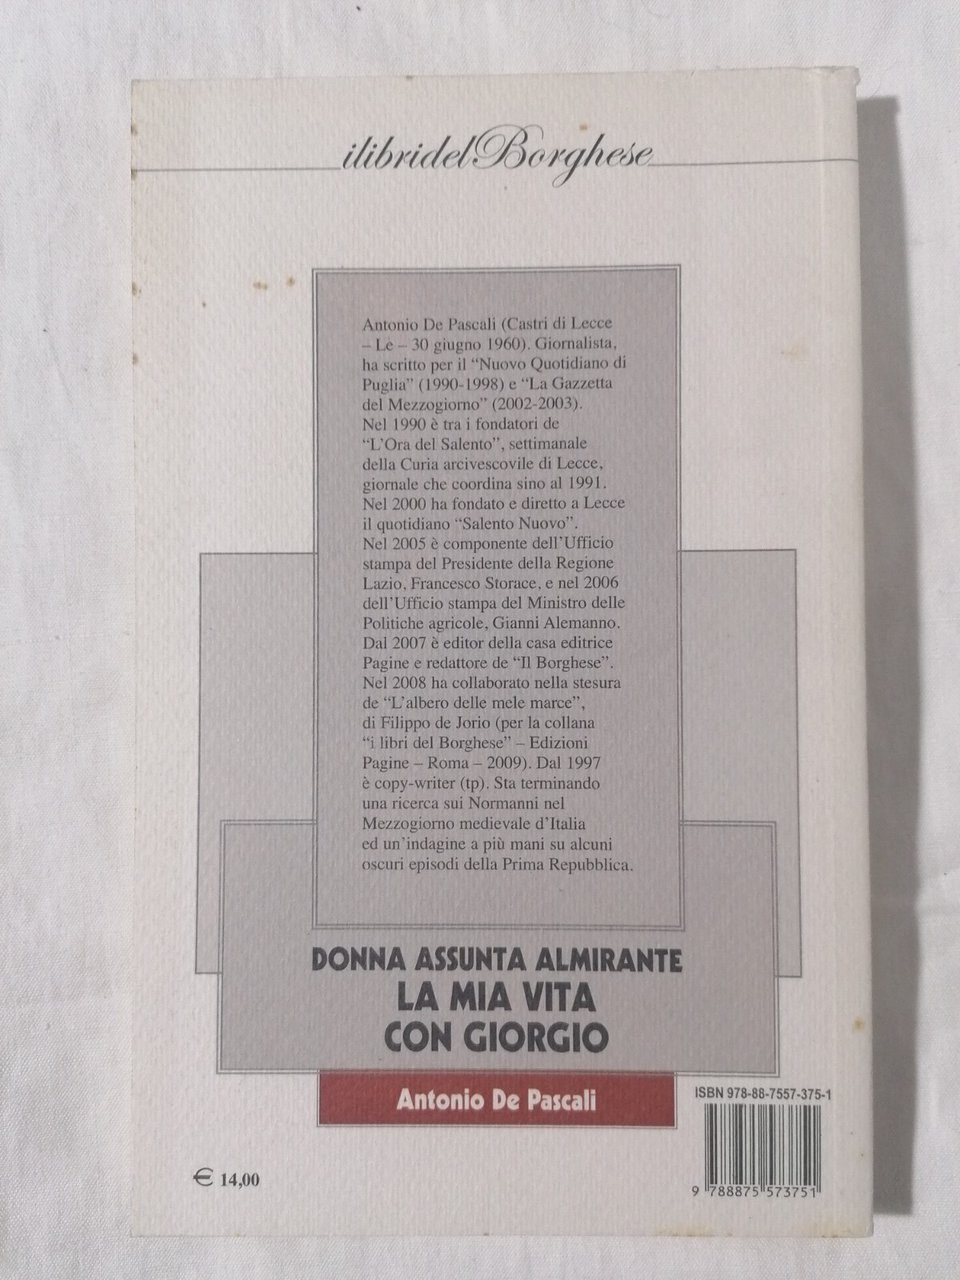 ilibridelBorghese
Antonio De Pascali (Castri di Lecce
– Le – 30 giugno 1960). Giornalista,
ha scritto per il “Nuovo Quotidiano di
Puglia” (1990-1998) e “La Gazzetta
del Mezzogiorno” (2002-2003).
Nel 1990 è tra i fondatori de
“L’Ora del Salento”, settimanale
della Curia arcivescovile di Lecce,
giornale che coordina sino al 1991.
Nel 2000 ha fondato e diretto a Lecce
il quotidiano “Salento Nuovo”.
Nel 2005 è componente dell’Ufficio
stampa del Presidente della Regione
Lazio, Francesco Storace, e nel 2006
dell’Ufficio stampa del Ministro delle
Politiche agricole, Gianni Alemanno.
Dal 2007 è editor della casa editrice
Pagine e redattore de “Il Borghese”.
Nel 2008 ha collaborato nella stesura
de “L’albero delle mele marce”,
di Filippo de Jorio (per la collana
“i libri del Borghese” – Edizioni
Pagine – Roma – 2009). Dal 1997
è copy-writer (tp). Sta terminando
una ricerca sui Normanni nel
Mezzogiorno medievale d’Italia
ed un’indagine a più mani su alcuni
oscuri episodi della Prima Repubblica.
DONNA ASSUNTA ALMIRANTE
LA MIA VITA
CON GIORGIO
Antonio De Pascali
ISBN 978-88-7557-375-1
€ 14,00
9 788875 573751